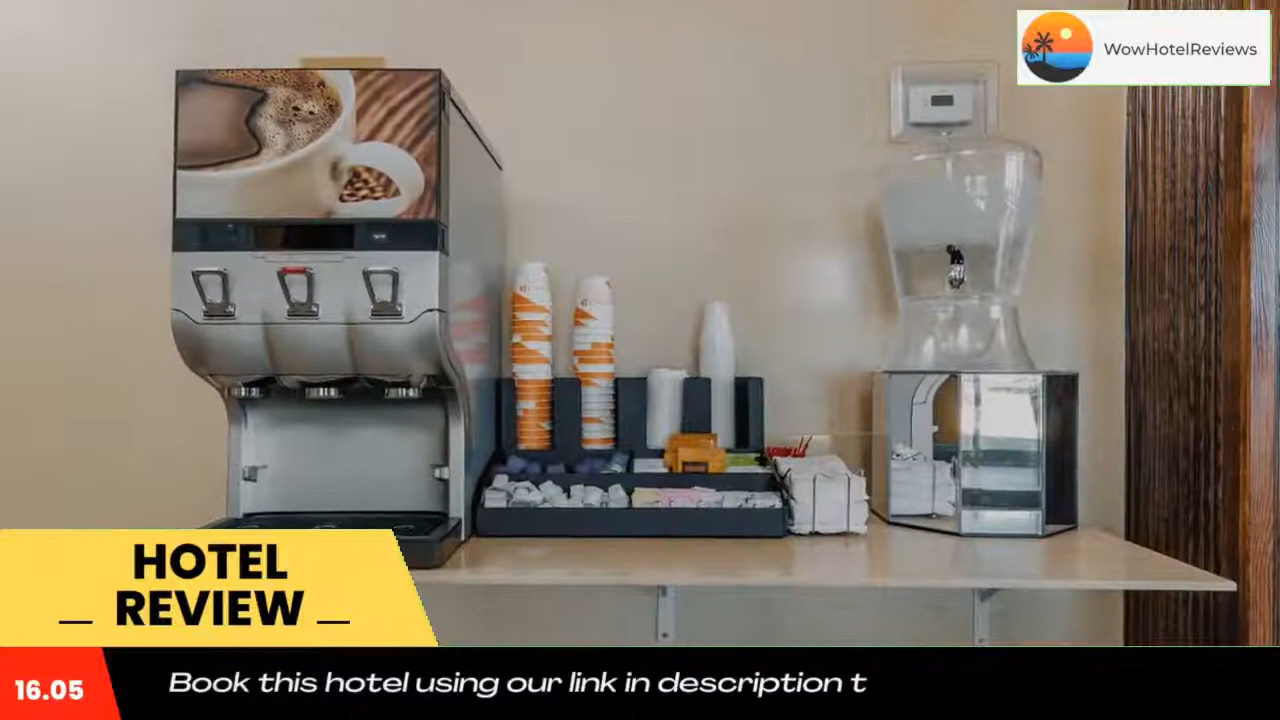 WowHotelReviews
HOTEL
REVIEW
16.05
Book this hotel using our link in description t